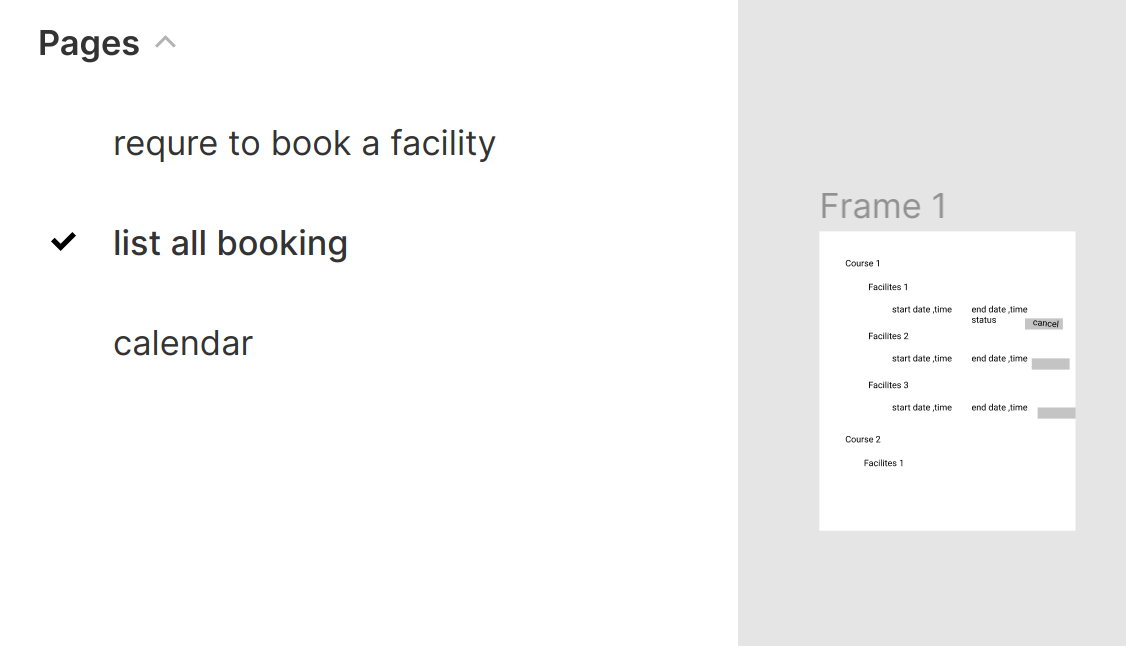 Pages
requre to book a facility
list all booking
calendar
Frame 1
Course 1
Facilites 1
start date ,time end date ,time
status cancel
Facilites 2
start date ,time end date ,time
Facilites 3
start date ,time end date ,time
Course 2
Facilites 1